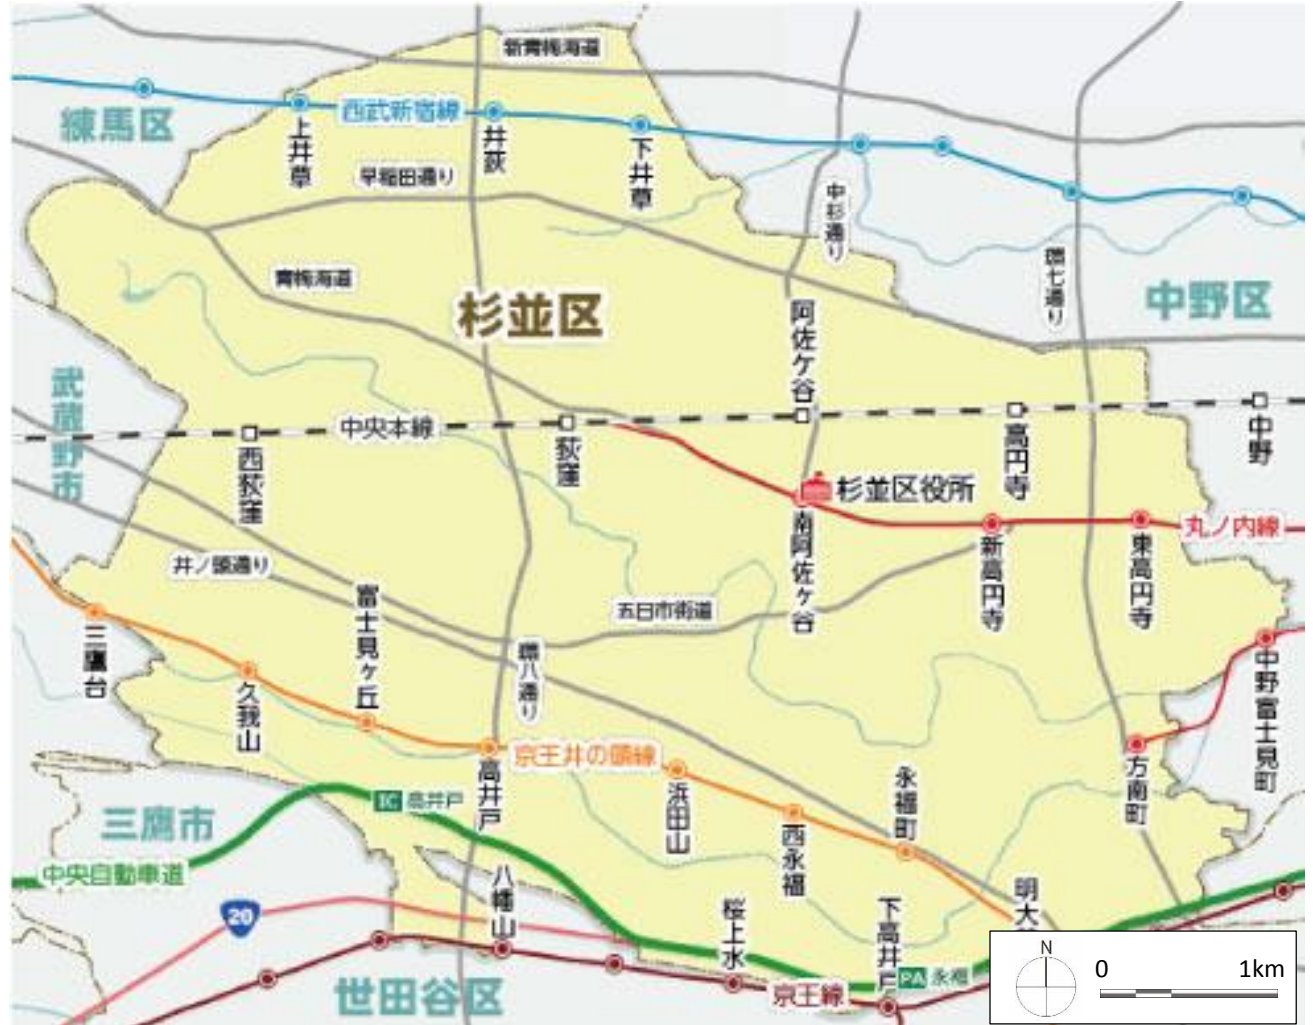 新青梅海道
練馬区
西武新宿線
上井草
井荻
下井草
早稲田通り
中杉通り
環七通り
青梅海道
杉並区
中野区
阿佐ケ谷
武蔵野市
中央本線
西荻窪
荻窪
高円寺
中野
杉並区役所
南阿佐ヶ谷
新高円寺
東高円寺
丸ノ内線
井ノ頭通り
富士見ヶ丘
五日市街道
三鷹台
久我山
環八通り
中野富士見町
京王井の頭線
高井戸
浜田山
西永福
永福町
方南町
三鷹市
IC 高井戸
中央自動車道
20
八幡山
桜上水
下高井戸
明大
PA 永福
世田谷区
京王線
N
0 1km